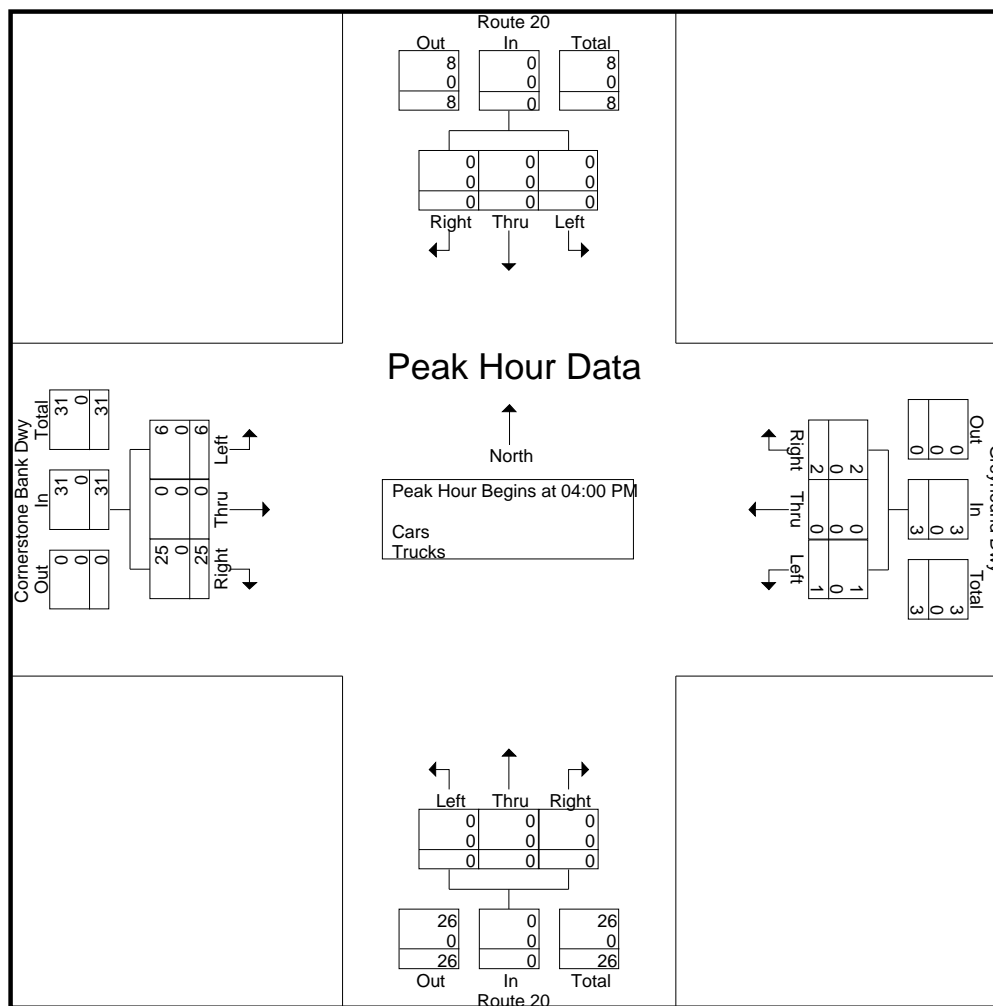 Route 20
Out In Total
8 0 8
0 0 0
8 0 8
0 0 0
0 0 0
0 0 0
Right Thru Left
Peak Hour Data
North
Peak Hour Begins at 04:00 PM
Cars
Trucks
Cornerstone Bank Dwy
Out In Total
0 31 31
0 0 0
0 31 31
Right Thru Left
25 0 6
0 0 0
25 0 6
Right Thru Left
2 0 1
0 0 0
2 0 1
Out In Total
0 3 3
0 0 0
0 3 3
Left Thru Right
0 0 0
0 0 0
0 0 0
26 0 26
0 0 0
26 0 26
Out In Total
Route 20